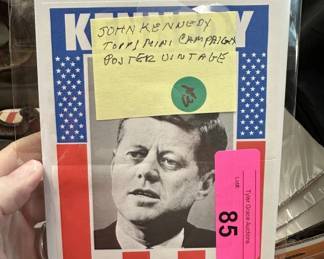 KENNEDY
JOHN KENNEDY
TOPPS MINI CAMPAIGN
POSTER VINTAGE
Tyler Grace Auctions
Lot:
85